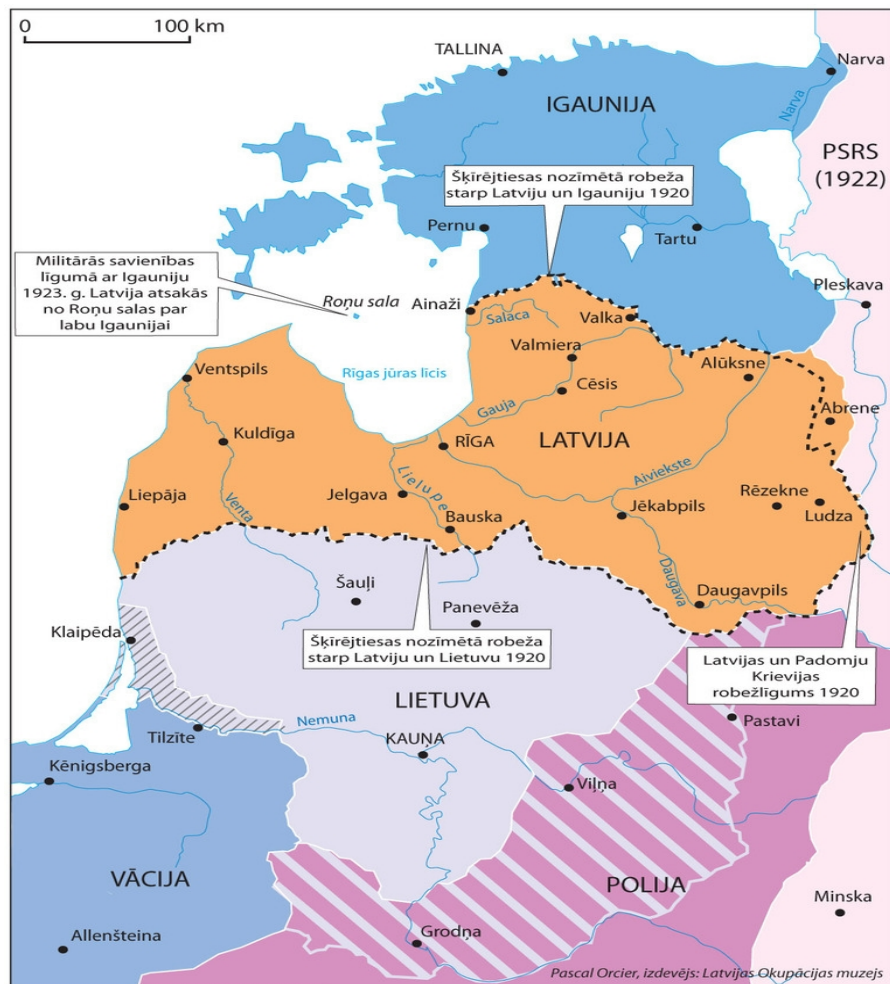 0 100 km
TALLINA
Narva
IGAUNIJA
Narva
PSRS
(1922)
Šķīrējtiesas nozīmētā robeža
starp Latviju un Igauniju 1920
Pernu
Tartu
Militārās savienības
līgumā ar Igauniju
1923. g. Latvija atsakās
no Roņu salas par
labu Igaunijai
Roņu sala
Ainaži
Pleskava
Salaca
Valka
Valmiera
Rīgas jūras līcis
Ventspils
Alūksne
Cēsis
Gauja
Abrene
Kuldīga
RĪGA
LATVIJA
Aiviekste
Liepāja
Venta
Jelgava
Lielupe
Bauska
Jēkabpils
Rēzekne
Ludza
Daugava
Šauļi
Daugavpils
Panevēža
Klaipēda
Šķīrējtiesas nozīmētā robeža
starp Latviju un Lietuvu 1920
Latvijas un Padomju
Krievijas
robežlīgums 1920
LIETUVA
Nemuna
Pastavi
Tilzīte
KAUŅA
Kēnigsberga
Viļņa
VĀCIJA
POLIJA
Minska
Allenšteina
Grodņa
Pascal Orcier, izdevējs: Latvijas Okupācijas muzejs